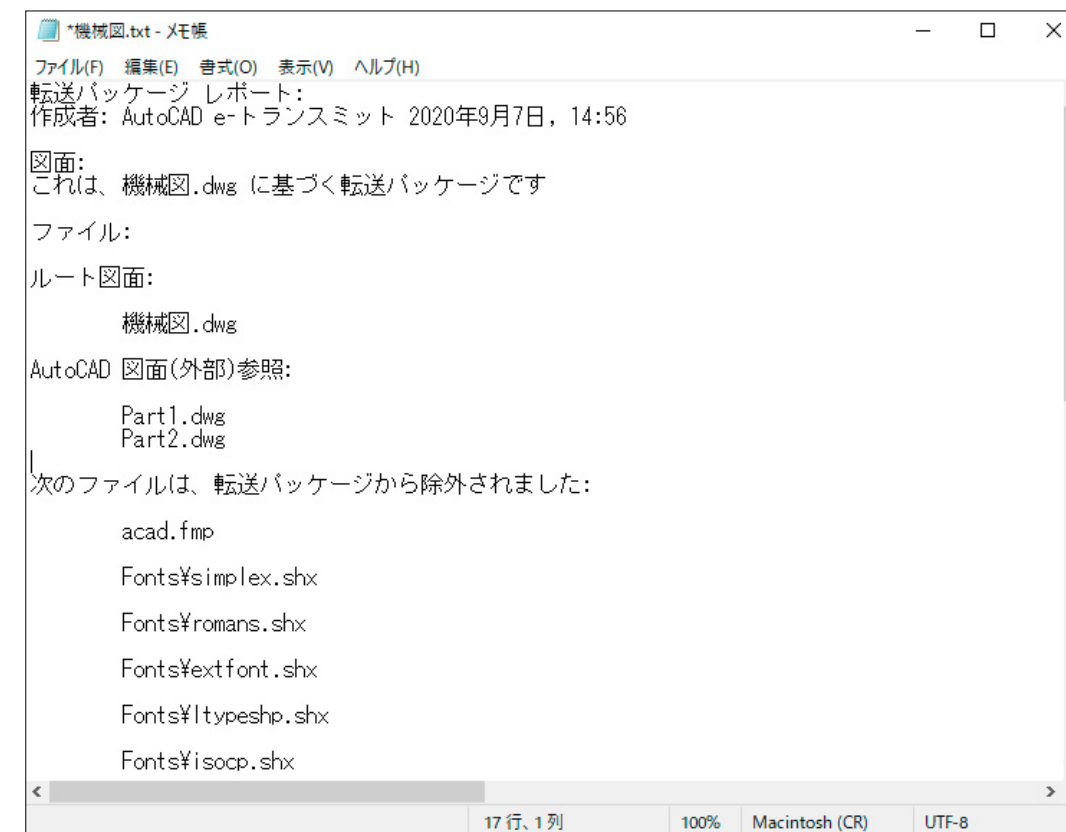 *機械図.txt - メモ帳
ファイル(F) 編集(E) 書式(O) 表示(V) ヘルプ(H)
転送パッケージ レポート:
作成者: AutoCAD e-トランスミット 2020年9月7日, 14:56
図面:
これは、機械図.dwg に基づく転送パッケージです
ファイル:
ルート図面:
機械図.dwg
AutoCAD 図面(外部)参照:
Part1.dwg
Part2.dwg
次のファイルは、転送パッケージから除外されました:
acad.fmp
Fonts¥simplex.shx
Fonts¥romans.shx
Fonts¥extfont.shx
Fonts¥ltypeshp.shx
Fonts¥isocp.shx
17 行、1 列 100% Macintosh (CR) UTF-8